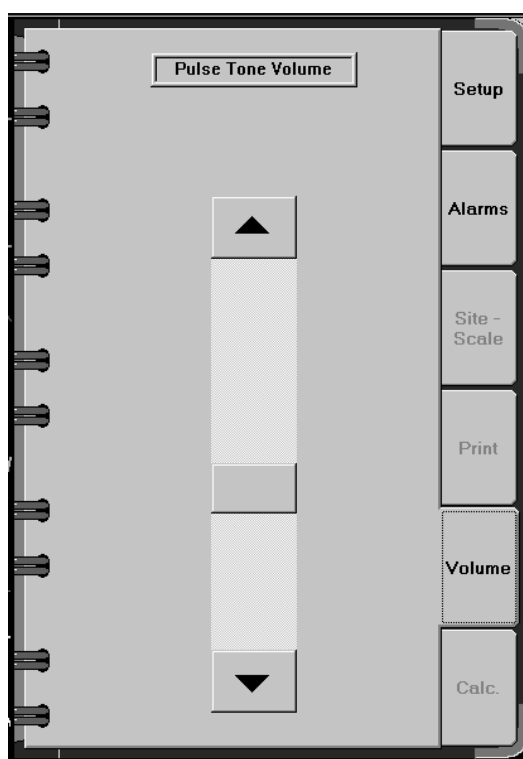 Pulse Tone Volume
Setup
Alarms
Site -
Scale
Print
Volume
Calc.